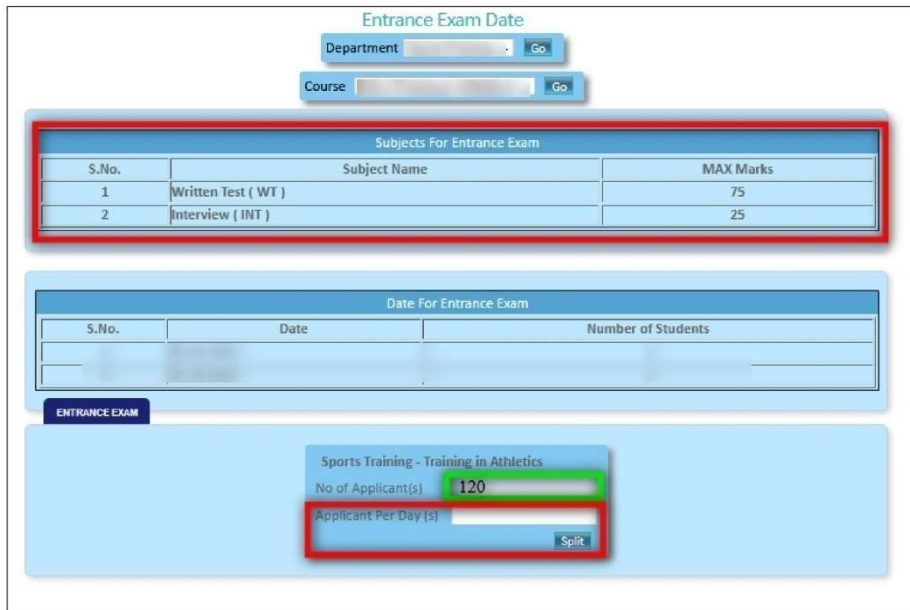 Entrance Exam Date
Department Go
Course Go
Subjects For Entrance Exam
S.No. Subject Name MAX Marks
1 Written Test ( WT ) 75
2 Interview ( INT ) 25
Date For Entrance Exam
S.No. Date Number of Students
ENTRANCE EXAM
Sports Training - Training in Athletics
No of Applicant(s) 120
Applicant Per Day (s)
Split